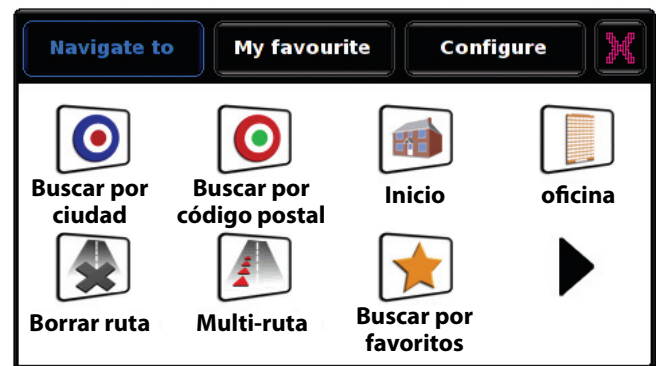 Navigate to
My favourite
Configure
Buscar por
ciudad
Buscar por
código postal
Inicio
oficina
Borrar ruta
Multi-ruta
Buscar por
favoritos